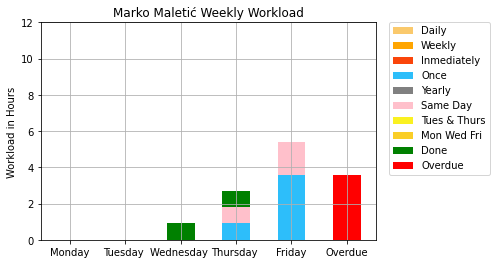 Marko Maletić Weekly Workload
Workload in Hours
12
10
8
6
4
2
0
Monday Tuesday Wednesday Thursday Friday Overdue
Daily
Weekly
Inmediately
Once
Yearly
Same Day
Tues & Thurs
Mon Wed Fri
Done
Overdue